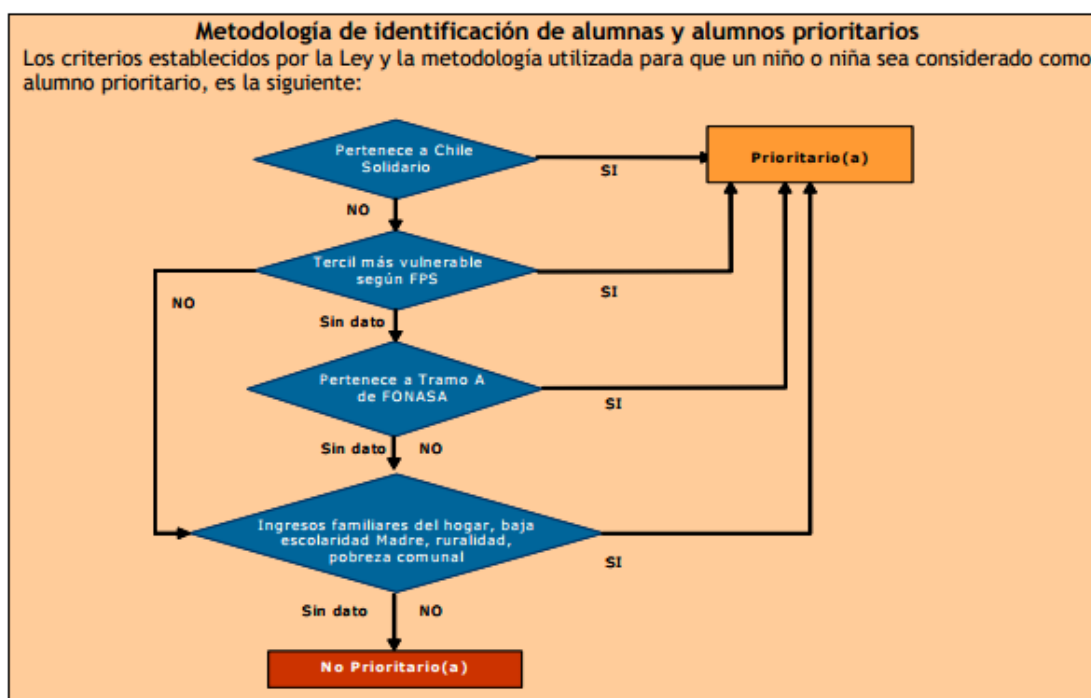 Metodología de identificación de alumnas y alumnos prioritarios
Los criterios establecidos por la Ley y la metodología utilizada para que un niño o niña sea considerado como
alumno prioritario, es la siguiente:
Pertenece a Chile
Solidario
SI
Prioritario(a)
NO
Tercil más vulnerable
según FPS
NO
SI
Sin dato
Pertenece a Tramo A
de FONASA
SI
Sin dato NO
Ingresos familiares del hogar, baja
escolaridad Madre, ruralidad,
pobreza comunal
SI
Sin dato NO
No Prioritario(a)